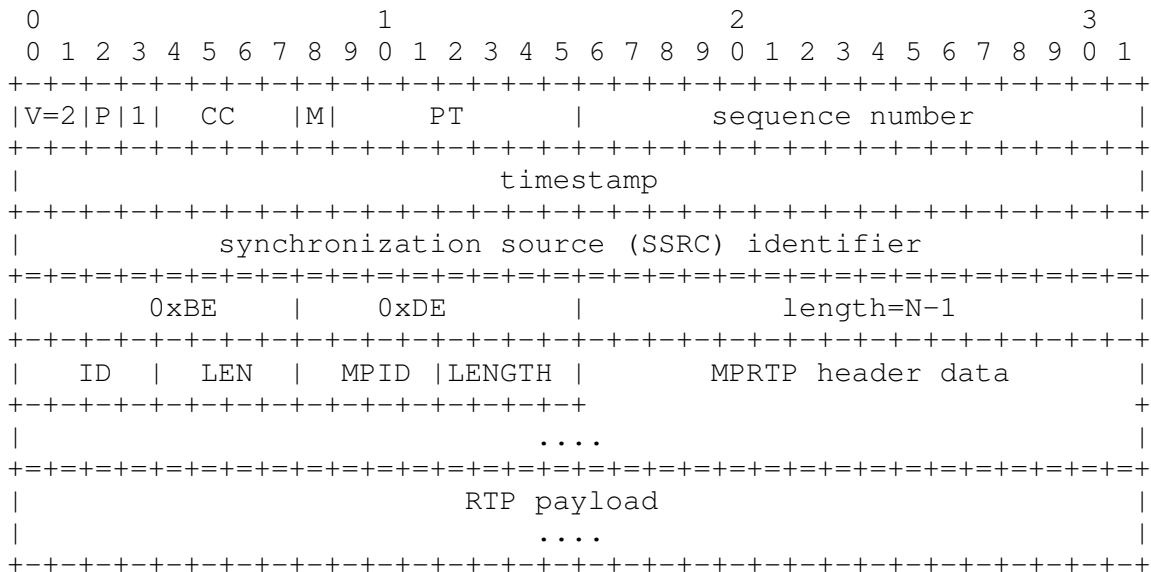 0                   1                   2                   3
 0 1 2 3 4 5 6 7 8 9 0 1 2 3 4 5 6 7 8 9 0 1 2 3 4 5 6 7 8 9 0 1
+-+-+-+-+-+-+-+-+-+-+-+-+-+-+-+-+-+-+-+-+-+-+-+-+-+-+-+-+-+-+-+-+
|V=2|P|1|  CC   |M|     PT      |       sequence number         |
+-+-+-+-+-+-+-+-+-+-+-+-+-+-+-+-+-+-+-+-+-+-+-+-+-+-+-+-+-+-+-+-+
|                           timestamp                           |
+-+-+-+-+-+-+-+-+-+-+-+-+-+-+-+-+-+-+-+-+-+-+-+-+-+-+-+-+-+-+-+-+
|           synchronization source (SSRC) identifier            |
+=+=+=+=+=+=+=+=+=+=+=+=+=+=+=+=+=+=+=+=+=+=+=+=+=+=+=+=+=+=+=+=+
|       0xBE    |    0xDE       |           length=N-1          |
+-+-+-+-+-+-+-+-+-+-+-+-+-+-+-+-+-+-+-+-+-+-+-+-+-+-+-+-+-+-+-+-+
|   ID  |  LEN  |  MPID |LENGTH |       MPRTP header data       |
+-+-+-+-+-+-+-+-+-+-+-+-+-+-+-+-+                               +
|                             ....                              |
+=+=+=+=+=+=+=+=+=+=+=+=+=+=+=+=+=+=+=+=+=+=+=+=+=+=+=+=+=+=+=+=+
|                         RTP payload                           |
|                             ....                              |
+-+-+-+-+-+-+-+-+-+-+-+-+-+-+-+-+-+-+-+-+-+-+-+-+-+-+-+-+-+-+-+-+